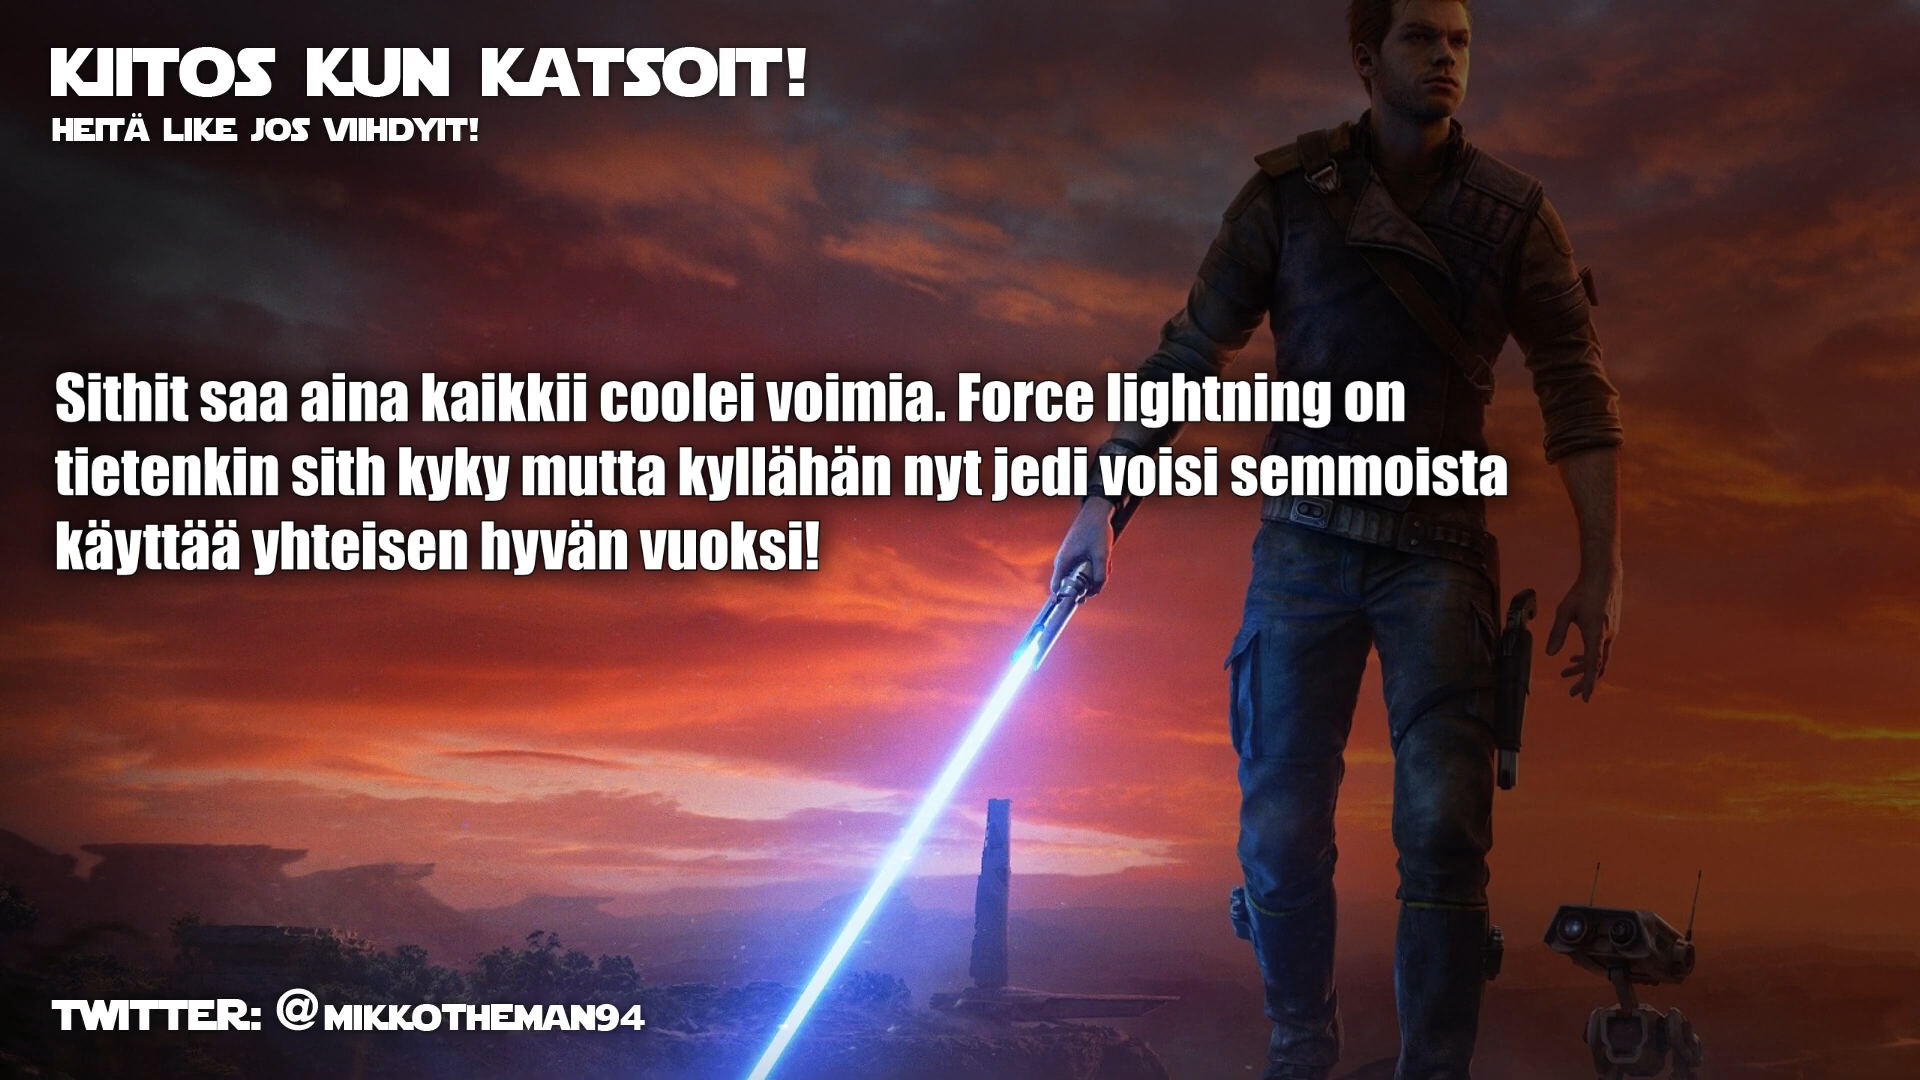 KIITOS KUN KATSOIT!
HEITÄ LIKE JOS VIIHDYIT!
Sithit saa aina kaikkii coolei voimia. Force lightning on
tietenkin sith kyky mutta kyllähän nyt jedi voisi semmoista
käyttää yhteisen hyvän vuoksi!
TWITTER: @MIKKOTHEMAN94